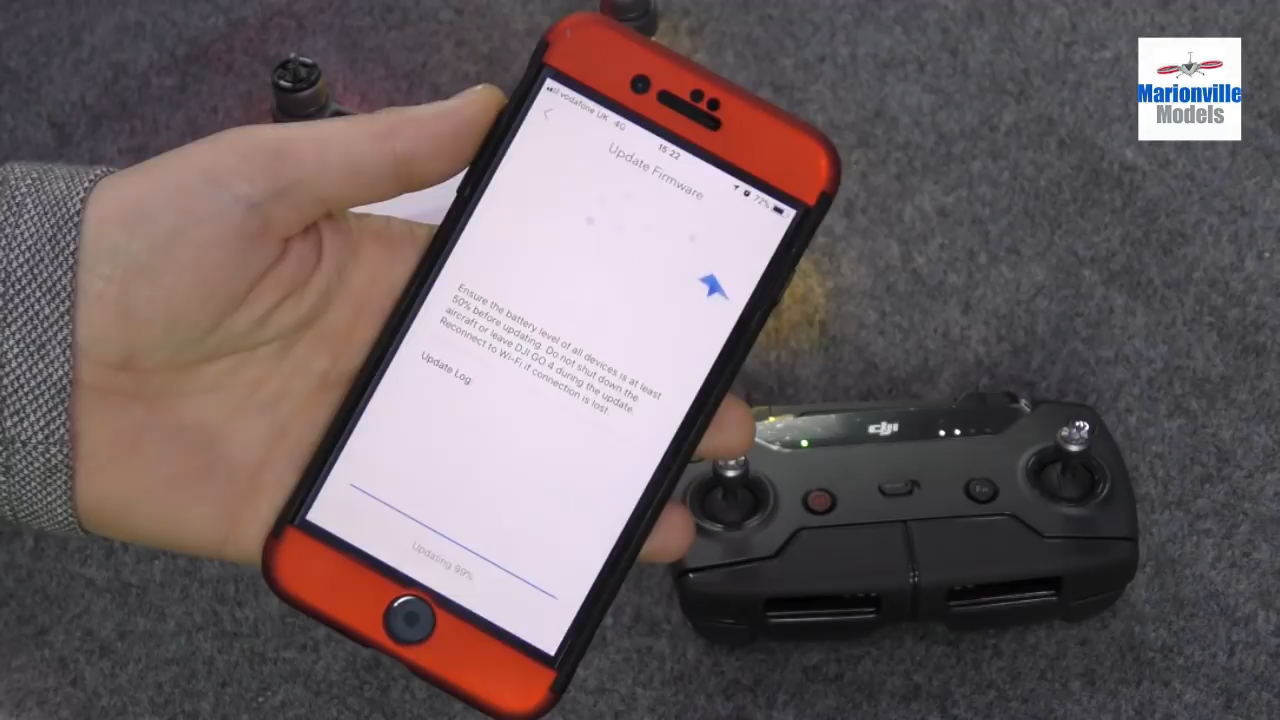 Marionville
Models
vodafone UK 4G
15:22
72%
Update Firmware
Ensure the battery level of all devices is at least
50% before updating. Do not shut down the
aircraft or leave DJI GO 4 during the update.
Reconnect to Wi-Fi if connection is lost.
Update Log:
Updating 99%
dji
Fn